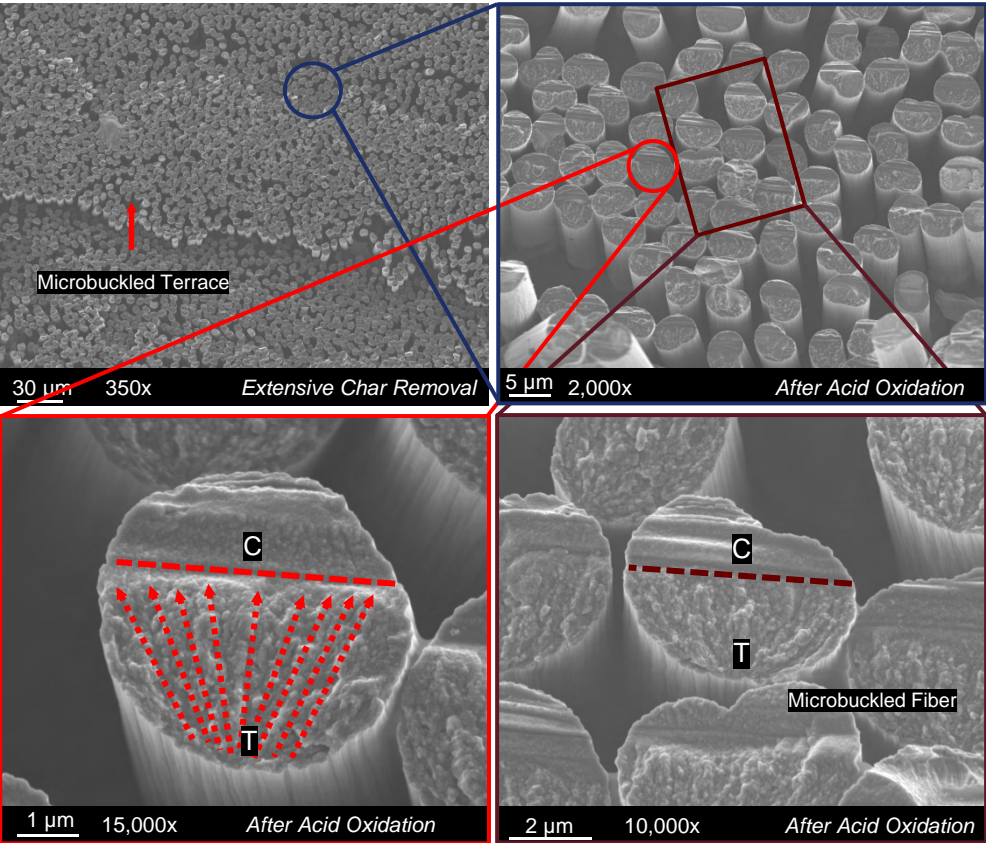 Microbuckled Terrace
30 µm 350x Extensive Char Removal
5 µm 2,000x After Acid Oxidation
C
T
1 µm 15,000x After Acid Oxidation
C
T
Microbuckled Fiber
2 µm 10,000x After Acid Oxidation